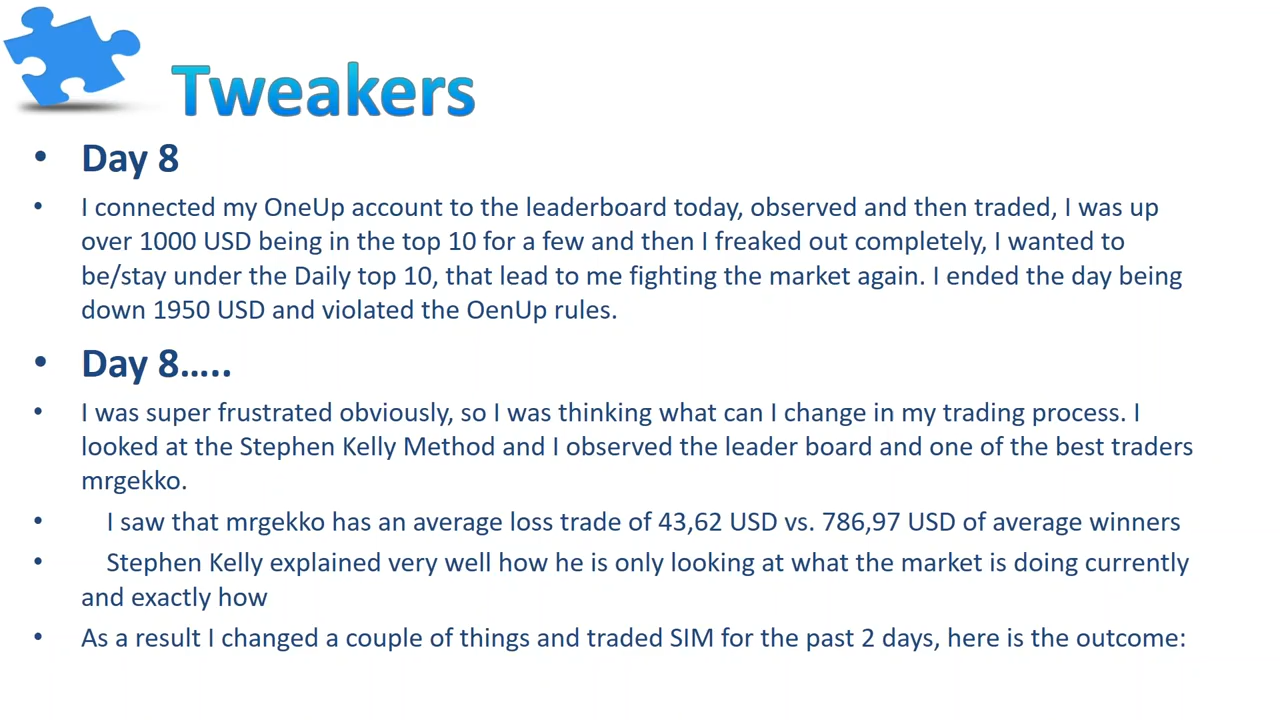 Tweakers
• Day 8
• I connected my OneUp account to the leaderboard today, observed and then traded, I was up
over 1000 USD being in the top 10 for a few and then I freaked out completely, I wanted to
be/stay under the Daily top 10, that lead to me fighting the market again. I ended the day being
down 1950 USD and violated the OenUp rules.
• Day 8…..
• I was super frustrated obviously, so I was thinking what can I change in my trading process. I
looked at the Stephen Kelly Method and I observed the leader board and one of the best traders
mrgekko.
• I saw that mrgekko has an average loss trade of 43,62 USD vs. 786,97 USD of average winners
• Stephen Kelly explained very well how he is only looking at what the market is doing currently
and exactly how
• As a result I changed a couple of things and traded SIM for the past 2 days, here is the outcome: